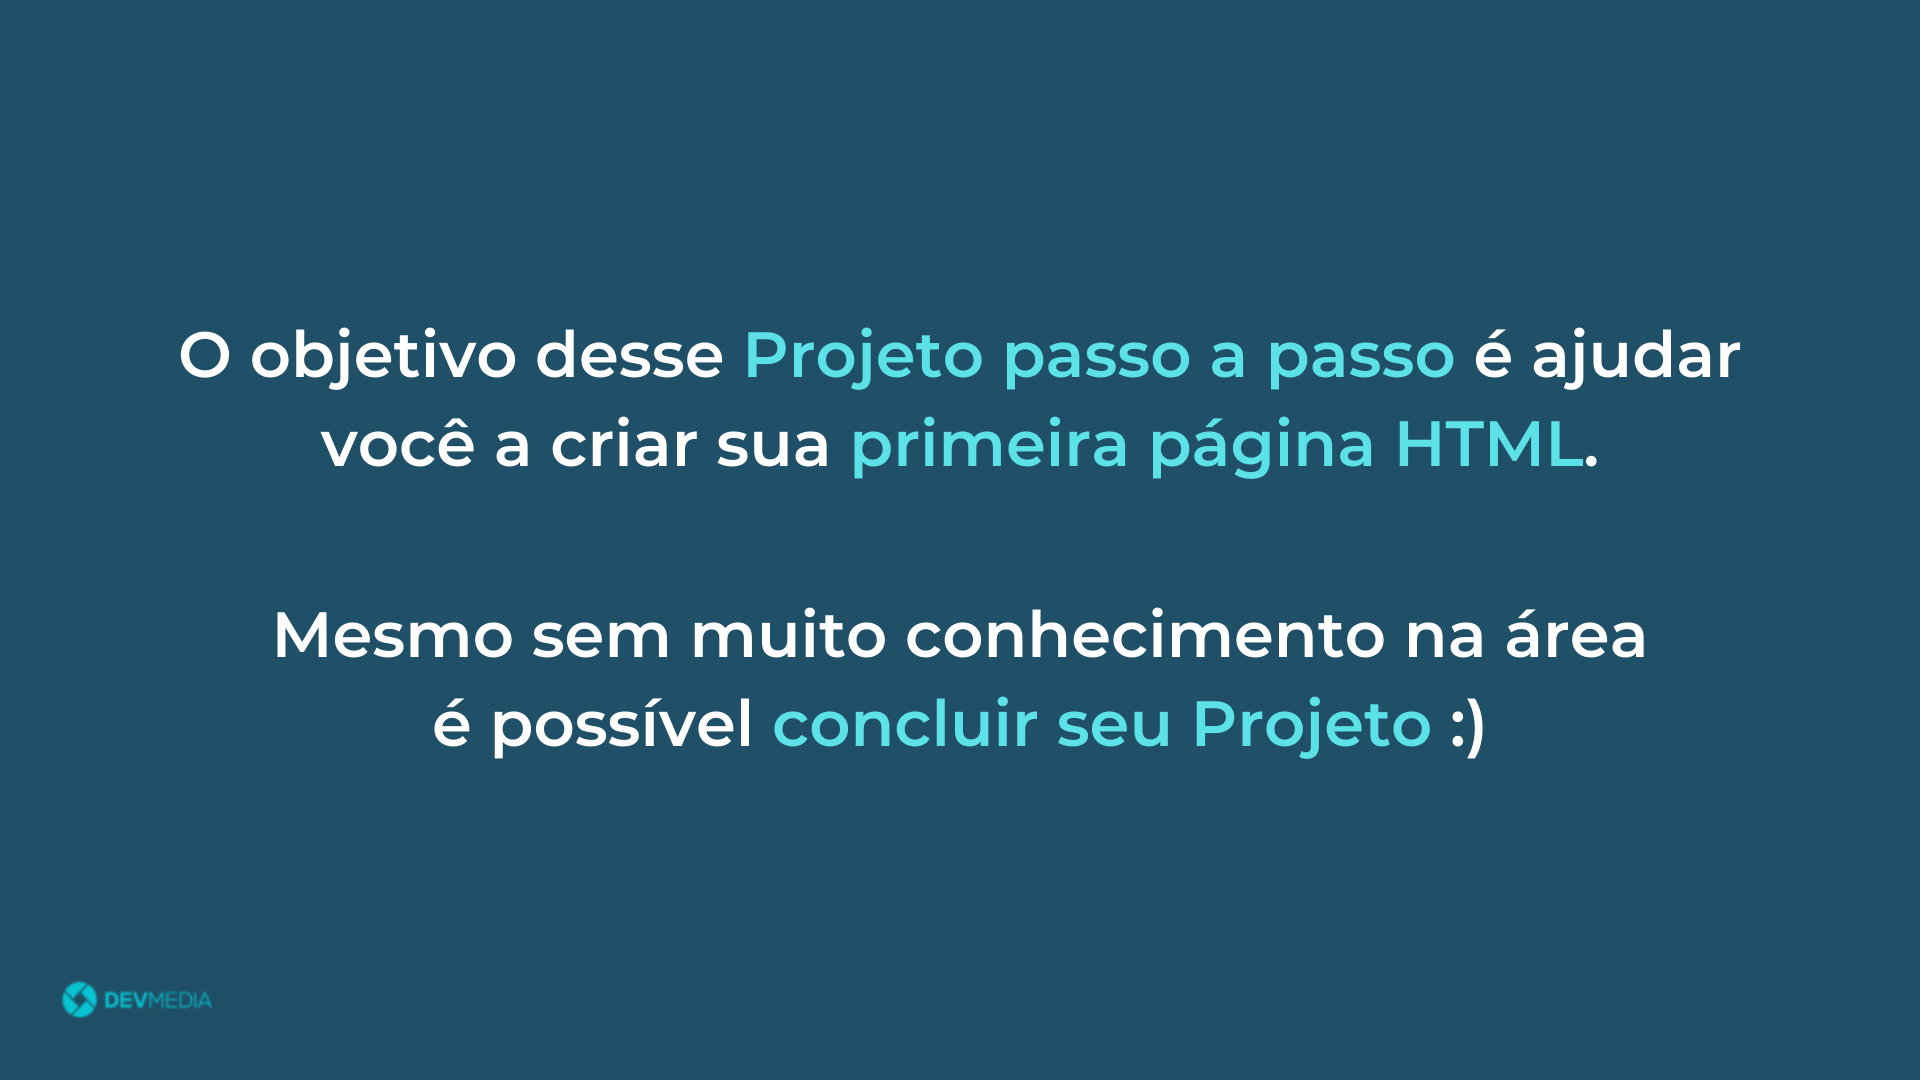 O objetivo desse Projeto passo a passo é ajudar
você a criar sua primeira página HTML.
Mesmo sem muito conhecimento na área
é possível concluir seu Projeto :)
DEVMEDIA